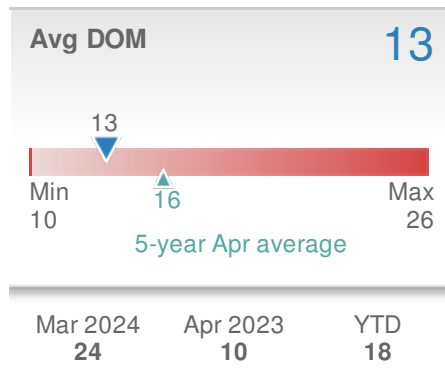 Avg DOM 13
13
Min Max
10 16 26
5-year Apr average
Mar 2024 Apr 2023 YTD
24 10 18